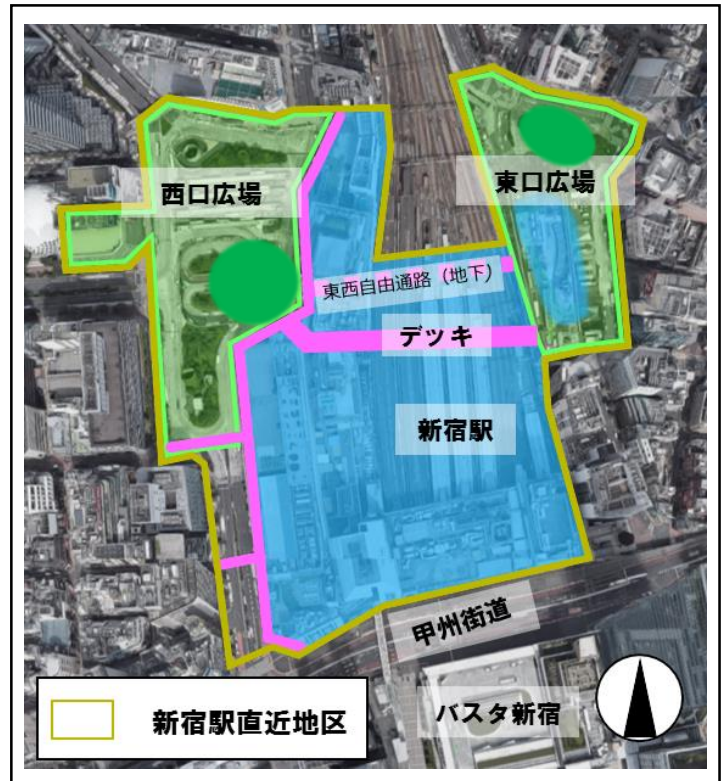 西口広場
東口広場
東西自由通路（地下）
デッキ
新宿駅
甲州街道
バスタ新宿
新宿駅直近地区